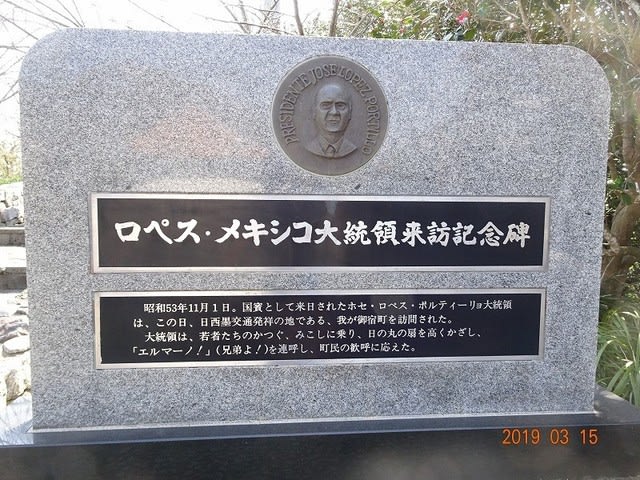 PRESIDENTE JOSE LOPEZ PORTILLO
ロペス・メキシコ大統領来訪記念碑
昭和53年11月1日。国賓として来日されたホセ・ロペス・ポルティーリョ大統領
は、この日、日西墨交通発祥の地である、我が御宿町を訪問された。
大統領は、若者たちのかつぐ、みこしに乗り、日の丸の扇を高くかざし、
「エルマーノ!」(兄弟よ!)を連呼し、町民の歓呼に応えた。
2019 03 15